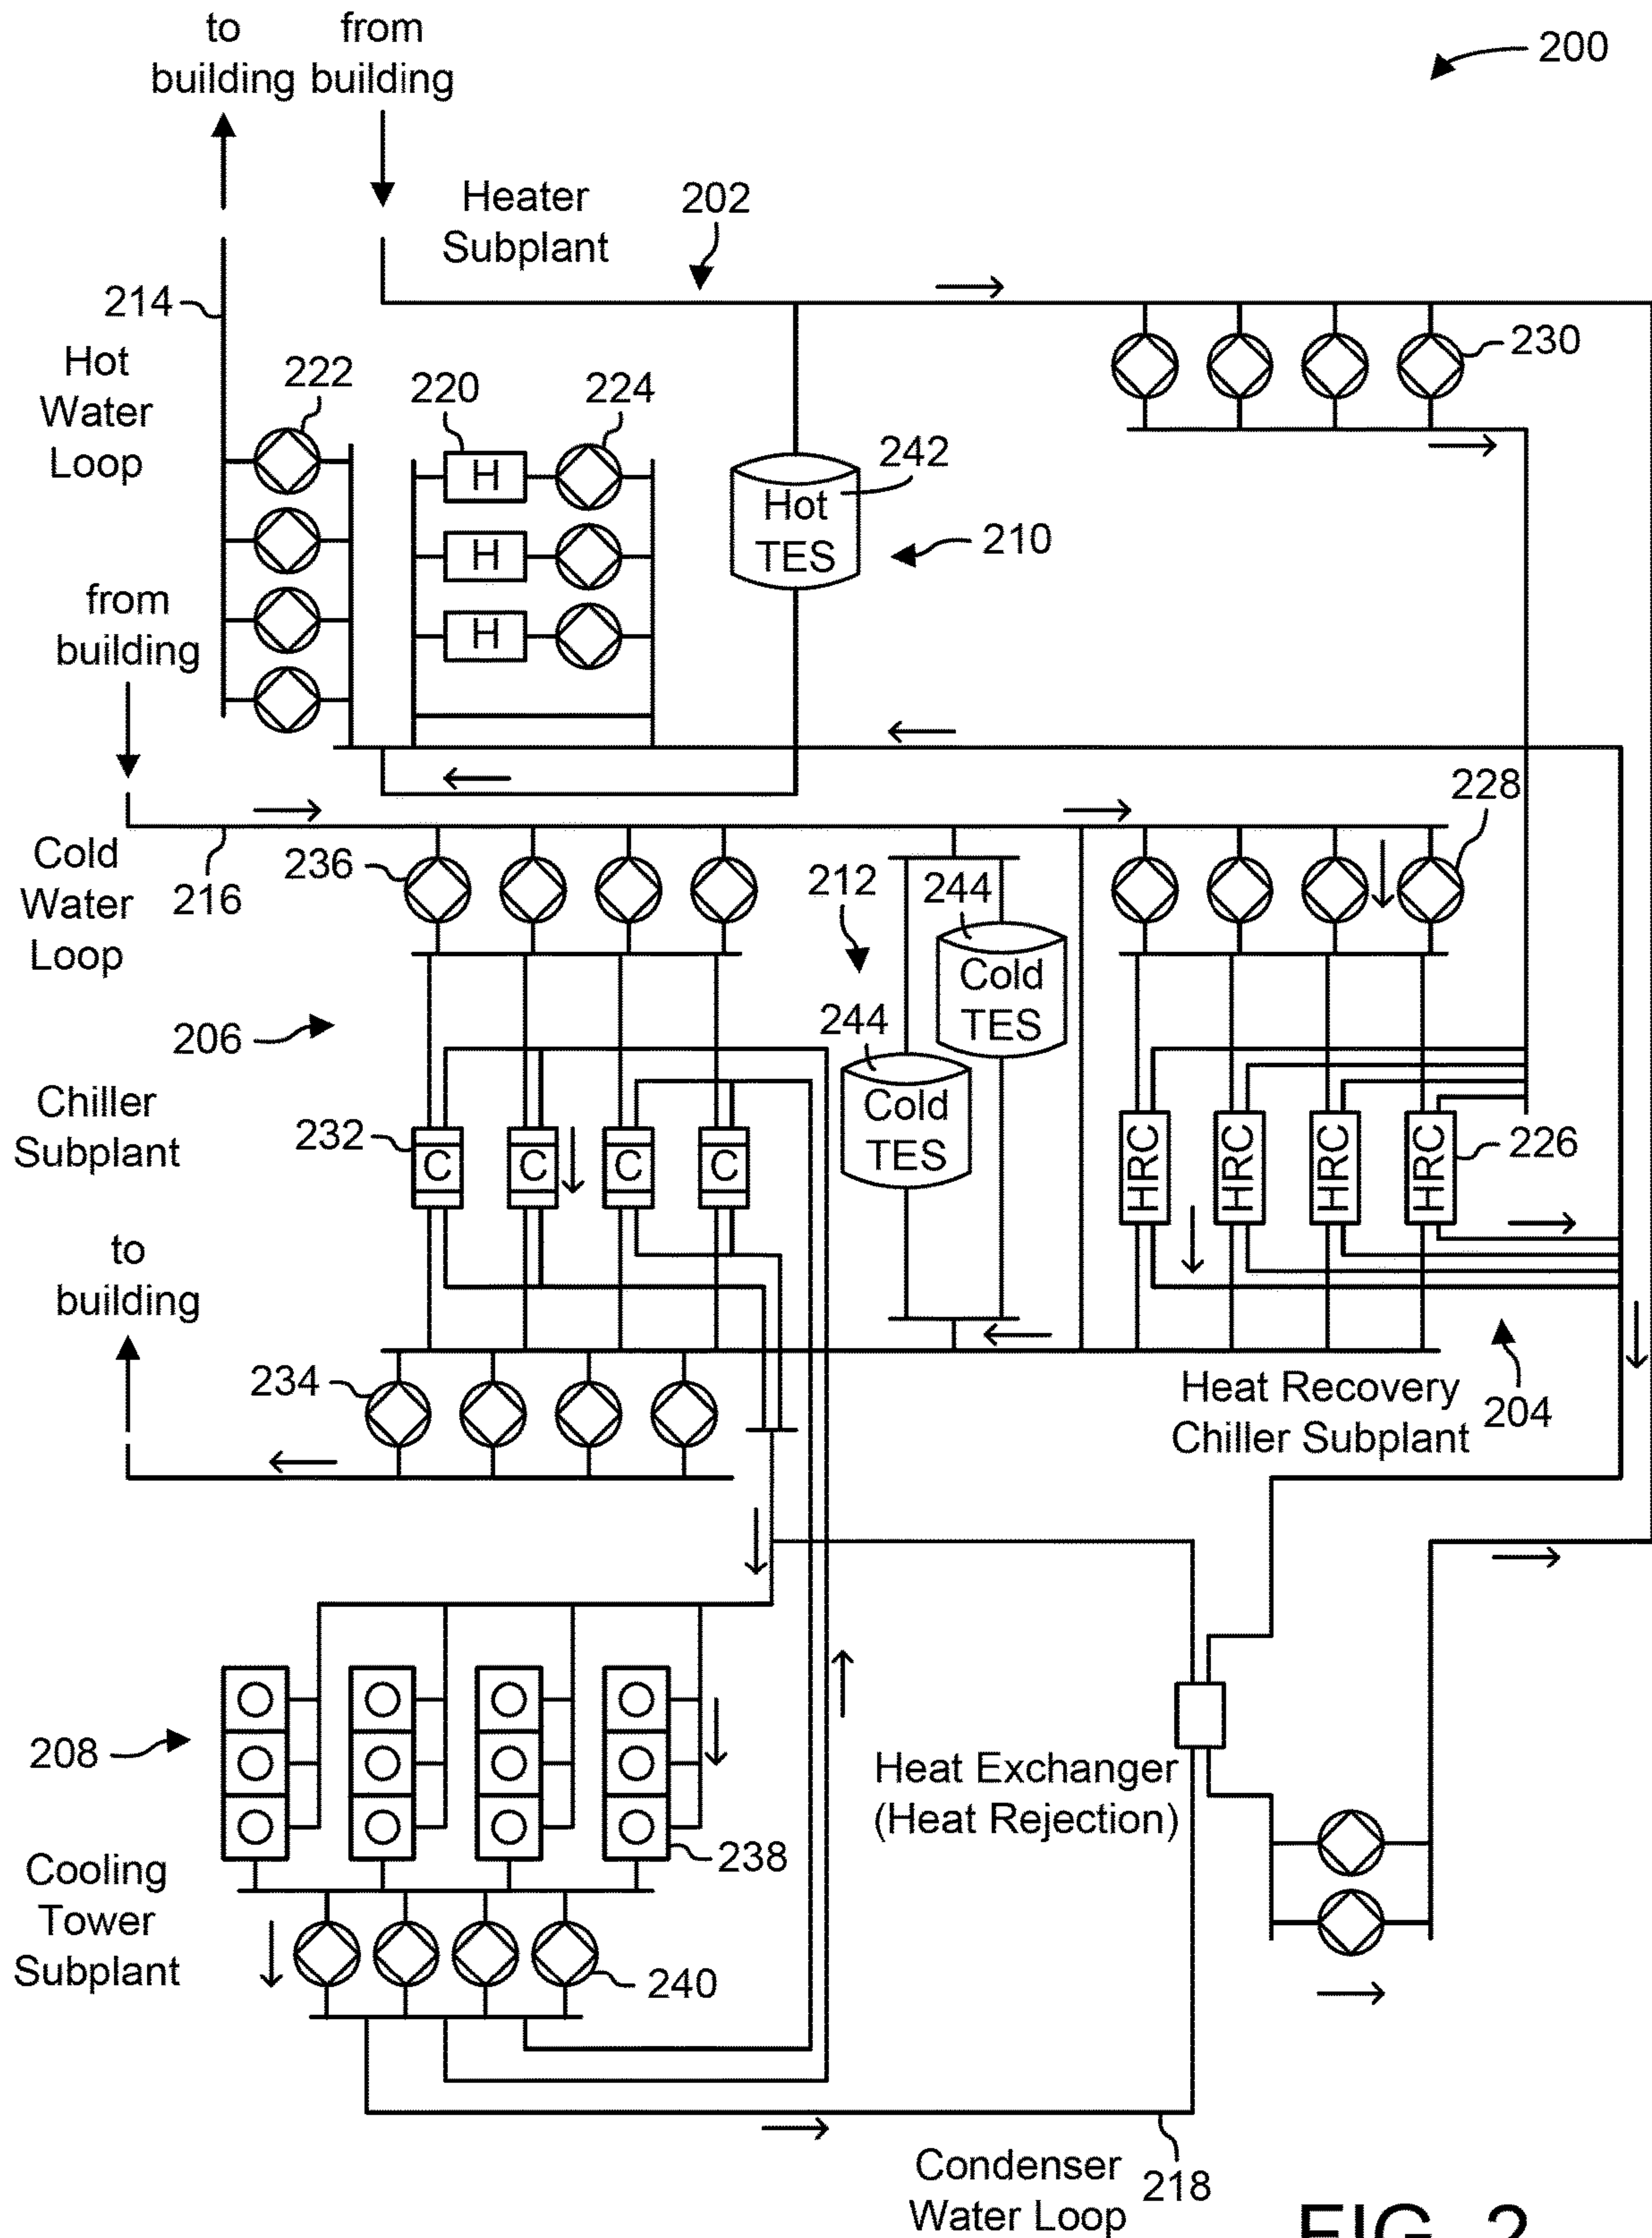 to
building
from
building
200
Heater
Subplant
202
214
Hot
Water
Loop
222
220
224
230
H
H
H
Hot
TES
242
210
from
building
228
Cold
Water
Loop
216
236
212
244
Cold
TES
244
Cold
TES
206
Chiller
Subplant
232
C
C
C
C
HRC
HRC
HRC
HRC
226
to
building
234
Heat Recovery
Chiller Subplant
204
208
Heat Exchanger
(Heat Rejection)
238
Cooling
Tower
Subplant
240
Condenser
Water Loop
218
FIG. 2